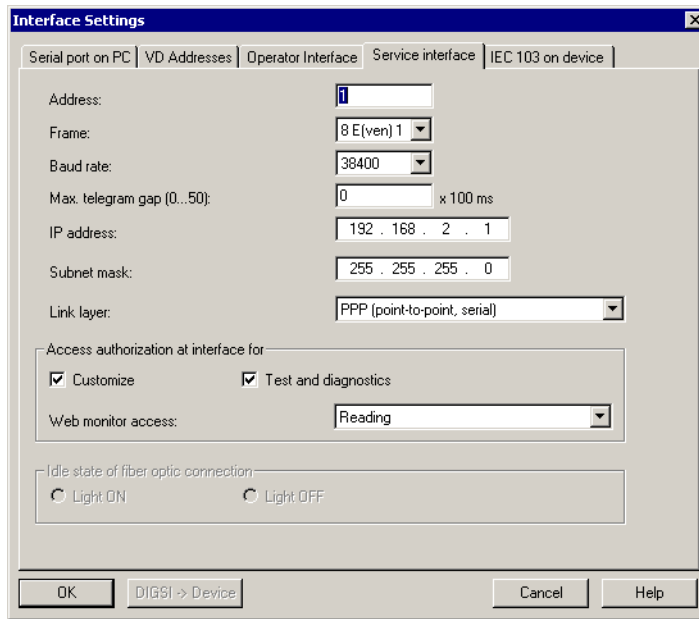 Interface Settings
Serial port on PC VD Addresses Operator Interface Service interface IEC 103 on device
Address: 1
Frame: 8 E(ven) 1
Baud rate: 38400
Max. telegram gap (0...50): 0 x 100 ms
IP address: 192 . 168 . 2 . 1
Subnet mask: 255 . 255 . 255 . 0
Link layer: PPP (point-to-point, serial)
Access authorization at interface for
Customize Test and diagnostics
Web monitor access: Reading
Idle state of fiber optic connection
Light ON Light OFF
OK DIGSI -> Device Cancel Help